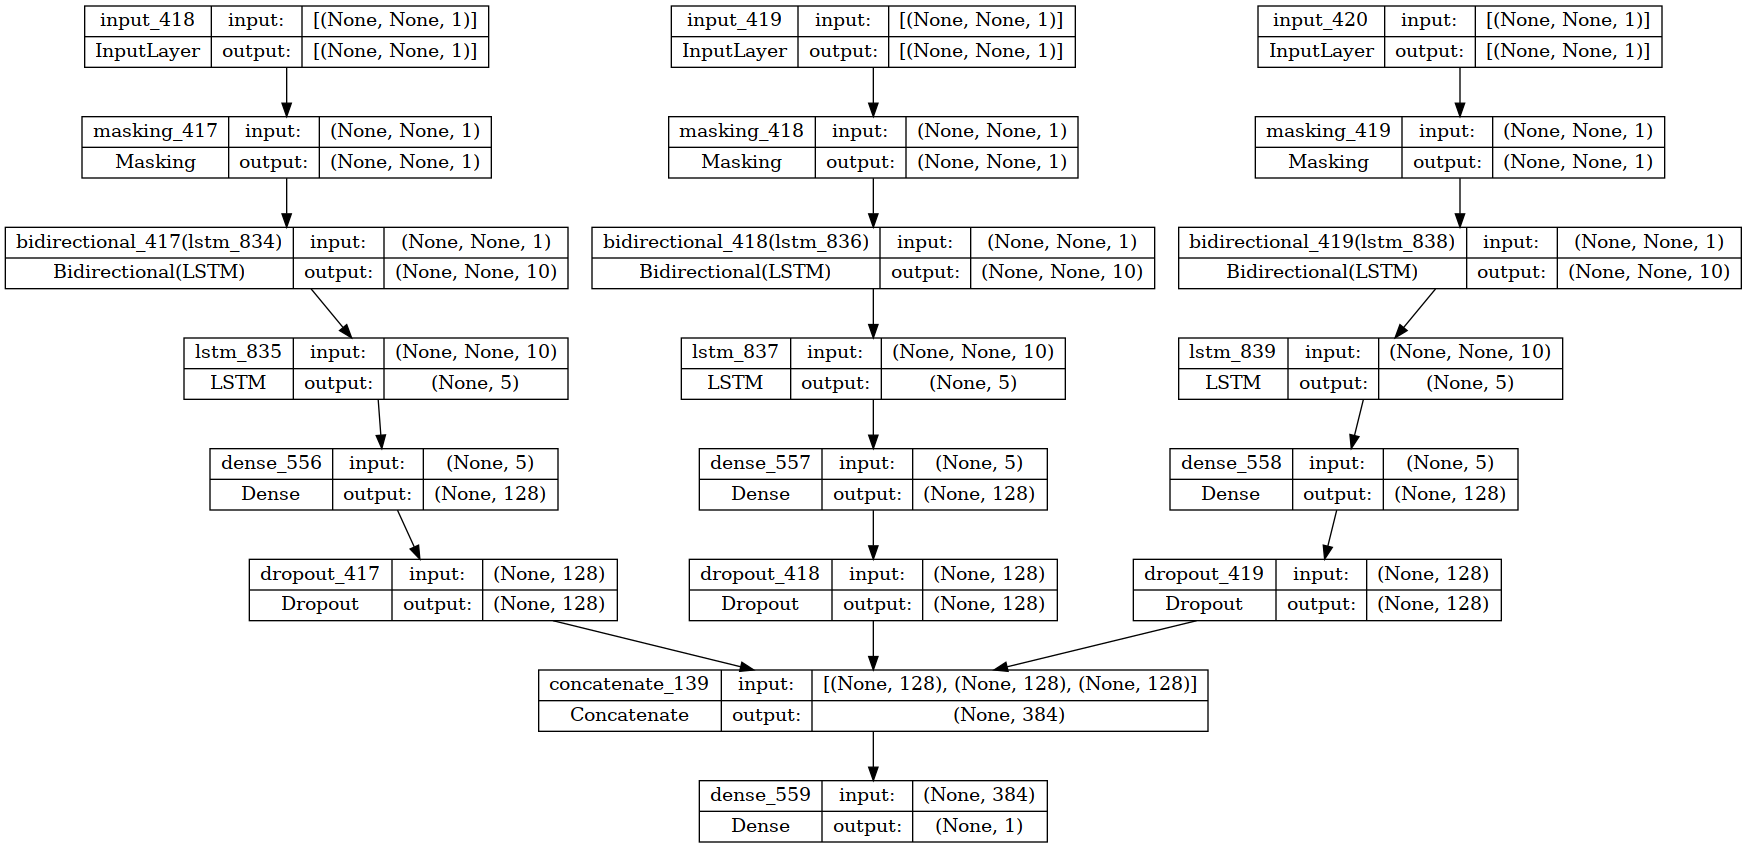 input_418 input: [(None, None, 1)]
InputLayer output: [(None, None, 1)]
input_419 input: [(None, None, 1)]
InputLayer output: [(None, None, 1)]
input_420 input: [(None, None, 1)]
InputLayer output: [(None, None, 1)]
masking_417 input: (None, None, 1)
Masking output: (None, None, 1)
masking_418 input: (None, None, 1)
Masking output: (None, None, 1)
masking_419 input: (None, None, 1)
Masking output: (None, None, 1)
bidirectional_417(lstm_834) input: (None, None, 1)
Bidirectional(LSTM) output: (None, None, 10)
bidirectional_418(lstm_836) input: (None, None, 1)
Bidirectional(LSTM) output: (None, None, 10)
bidirectional_419(lstm_838) input: (None, None, 1)
Bidirectional(LSTM) output: (None, None, 10)
lstm_835 input: (None, None, 10)
LSTM output: (None, 5)
lstm_837 input: (None, None, 10)
LSTM output: (None, 5)
lstm_839 input: (None, None, 10)
LSTM output: (None, 5)
dense_556 input: (None, 5)
Dense output: (None, 128)
dense_557 input: (None, 5)
Dense output: (None, 128)
dense_558 input: (None, 5)
Dense output: (None, 128)
dropout_417 input: (None, 128)
Dropout output: (None, 128)
dropout_418 input: (None, 128)
Dropout output: (None, 128)
dropout_419 input: (None, 128)
Dropout output: (None, 128)
concatenate_139 input: [(None, 128), (None, 128), (None, 128)]
Concatenate output: (None, 384)
dense_559 input: (None, 384)
Dense output: (None, 1)